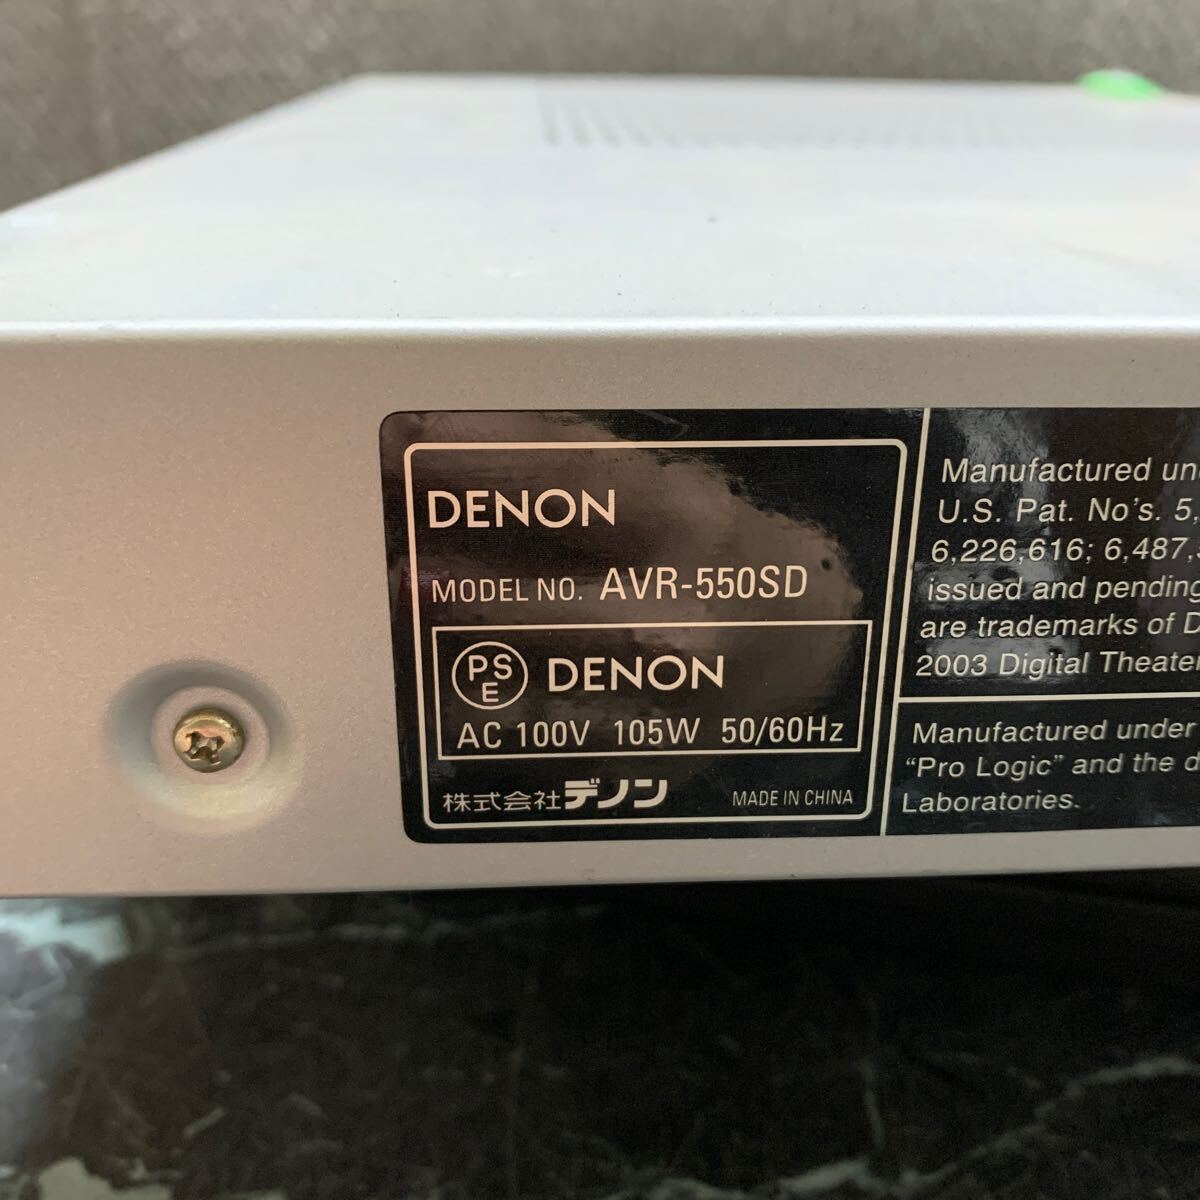 DENON
MODEL NO. AVR-550SD
PSE DENON
AC 100V 105W 50/60Hz
株式会社デノン MADE IN CHINA
Manufactured un
U.S. Pat. No's. 5,
6,226,616; 6,487,
issued and pending
are trademarks of D
2003 Digital Theater
Manufactured under
“Pro Logic” and the d
Laboratories.